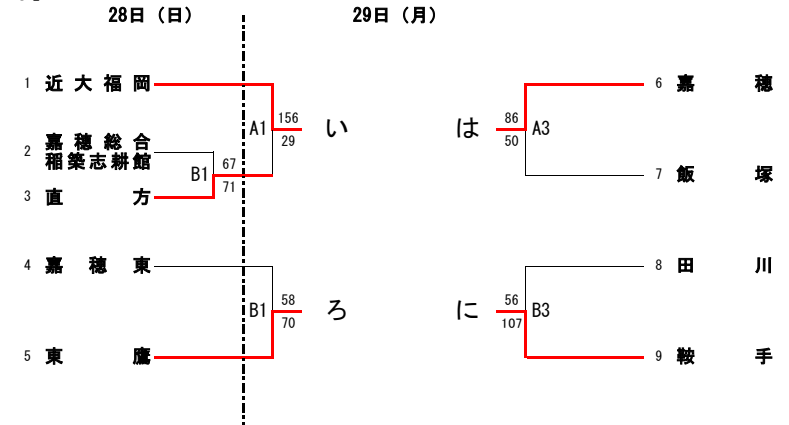 28日（日）
29日（月）
1 近大福岡
A1 156
29
い
2 嘉穂総合
稲築志耕館
B1 67
71
3 直方
4 嘉穂東
B1 58
70
ろ
5 東鷹
6 嘉穂
は
86 A3
50
7 飯塚
8 田川
に
56 B3
107
9 鞍手